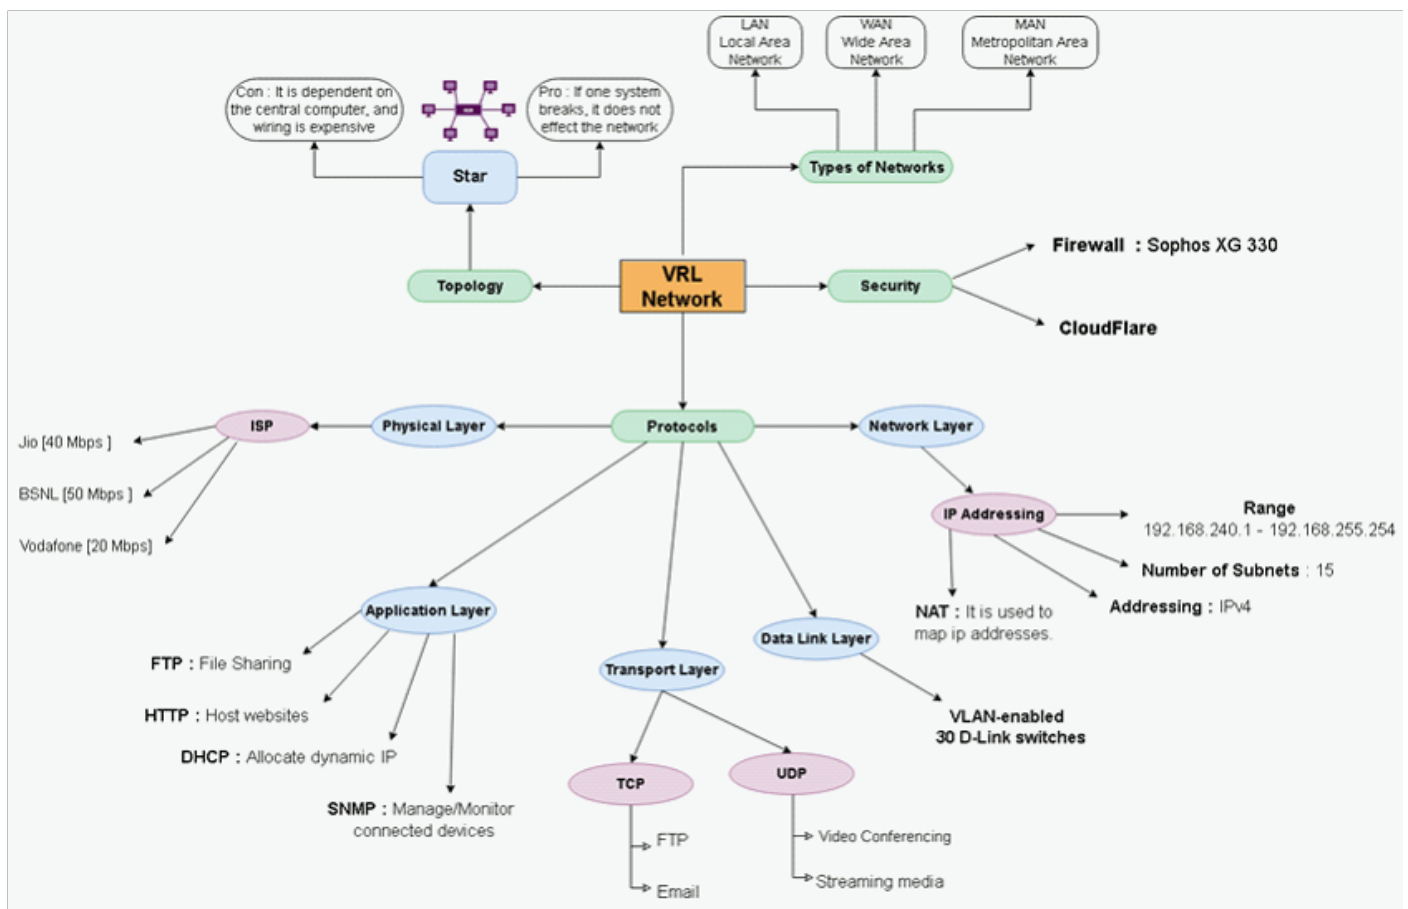 LAN
Local Area
Network
WAN
Wide Area
Network
MAN
Metropolitan Area
Network
Con : It is dependent on
the central computer, and
wiring is expensive
Pro : If one system
breaks, it does not
effect the network
Star
Types of Networks
Topology
VRL
Network
Security
Firewall : Sophos XG 330
CloudFlare
ISP
Physical Layer
Protocols
Network Layer
Jio [40 Mbps ]
BSNL [50 Mbps ]
Vodafone [20 Mbps]
IP Addressing
Range
192.168.240.1 - 192.168.255.254
Number of Subnets : 15
Addressing : IPv4
NAT : It is used to
map ip addresses.
Application Layer
FTP : File Sharing
HTTP : Host websites
DHCP : Allocate dynamic IP
SNMP : Manage/Monitor
connected devices
Transport Layer
Data Link Layer
VLAN-enabled
30 D-Link switches
TCP
FTP
Email
UDP
Video Conferencing
Streaming media